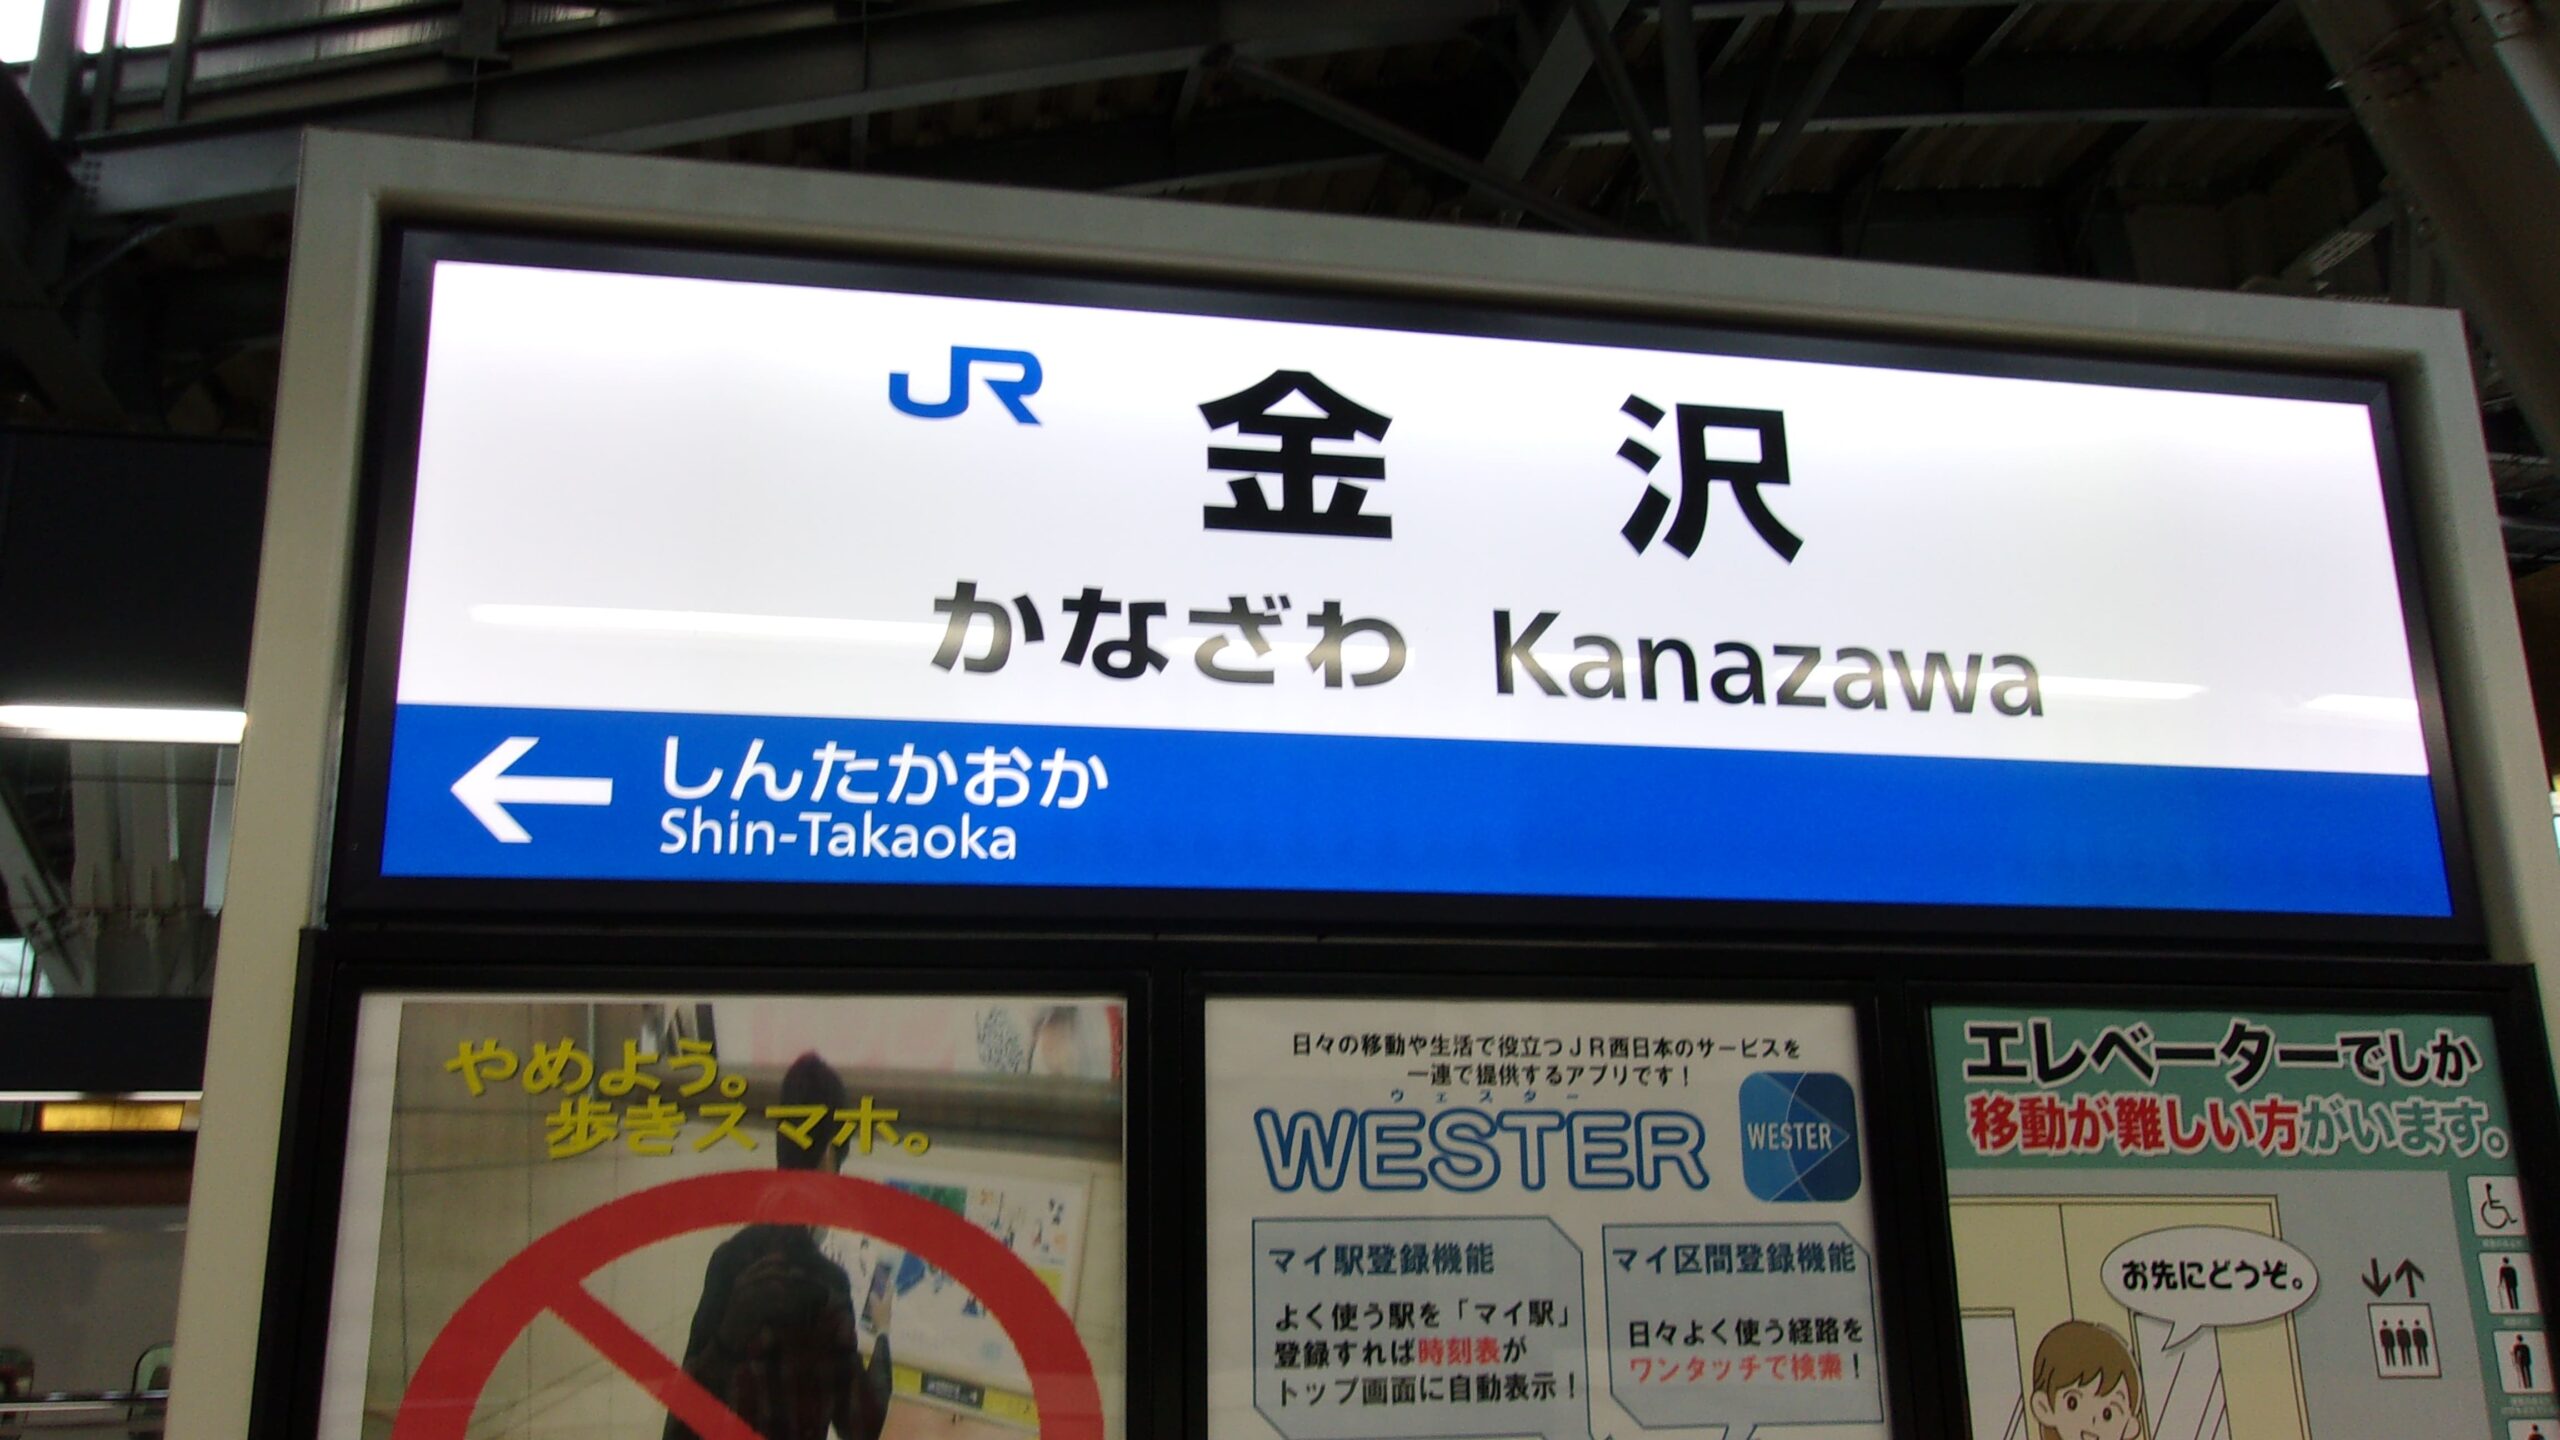 JR 金沢
かなざわ Kanazawa
← しんたかおか
Shin-Takaoka
やめよう。
歩きスマホ。
日々の移動や生活で役立つJR西日本のサービスを
一連で提供するアプリです！
ウェスター
WESTER
WESTER
マイ駅登録機能
よく使う駅を「マイ駅」
登録すれば時刻表が
トップ画面に自動表示！
マイ区間登録機能
日々よく使う経路を
ワンタッチで検索！
エレベーターでしか
移動が難しい方がいます。
お先にどうぞ。